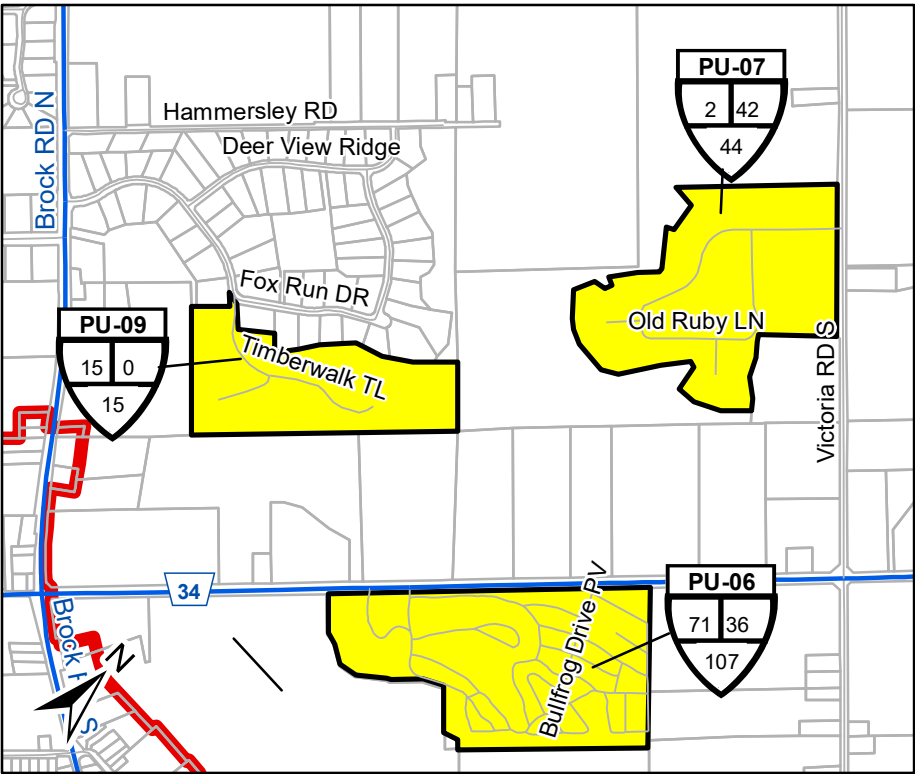 PU-07
2 42
44
Hammersley RD
Deer View Ridge
Brock RD N
Fox Run DR
PU-09
15 0
15
Timberwalk TL
Old Ruby LN
Victoria RD S
34
PU-06
71 36
107
Bullfrog Drive PV
Brock R
S
N